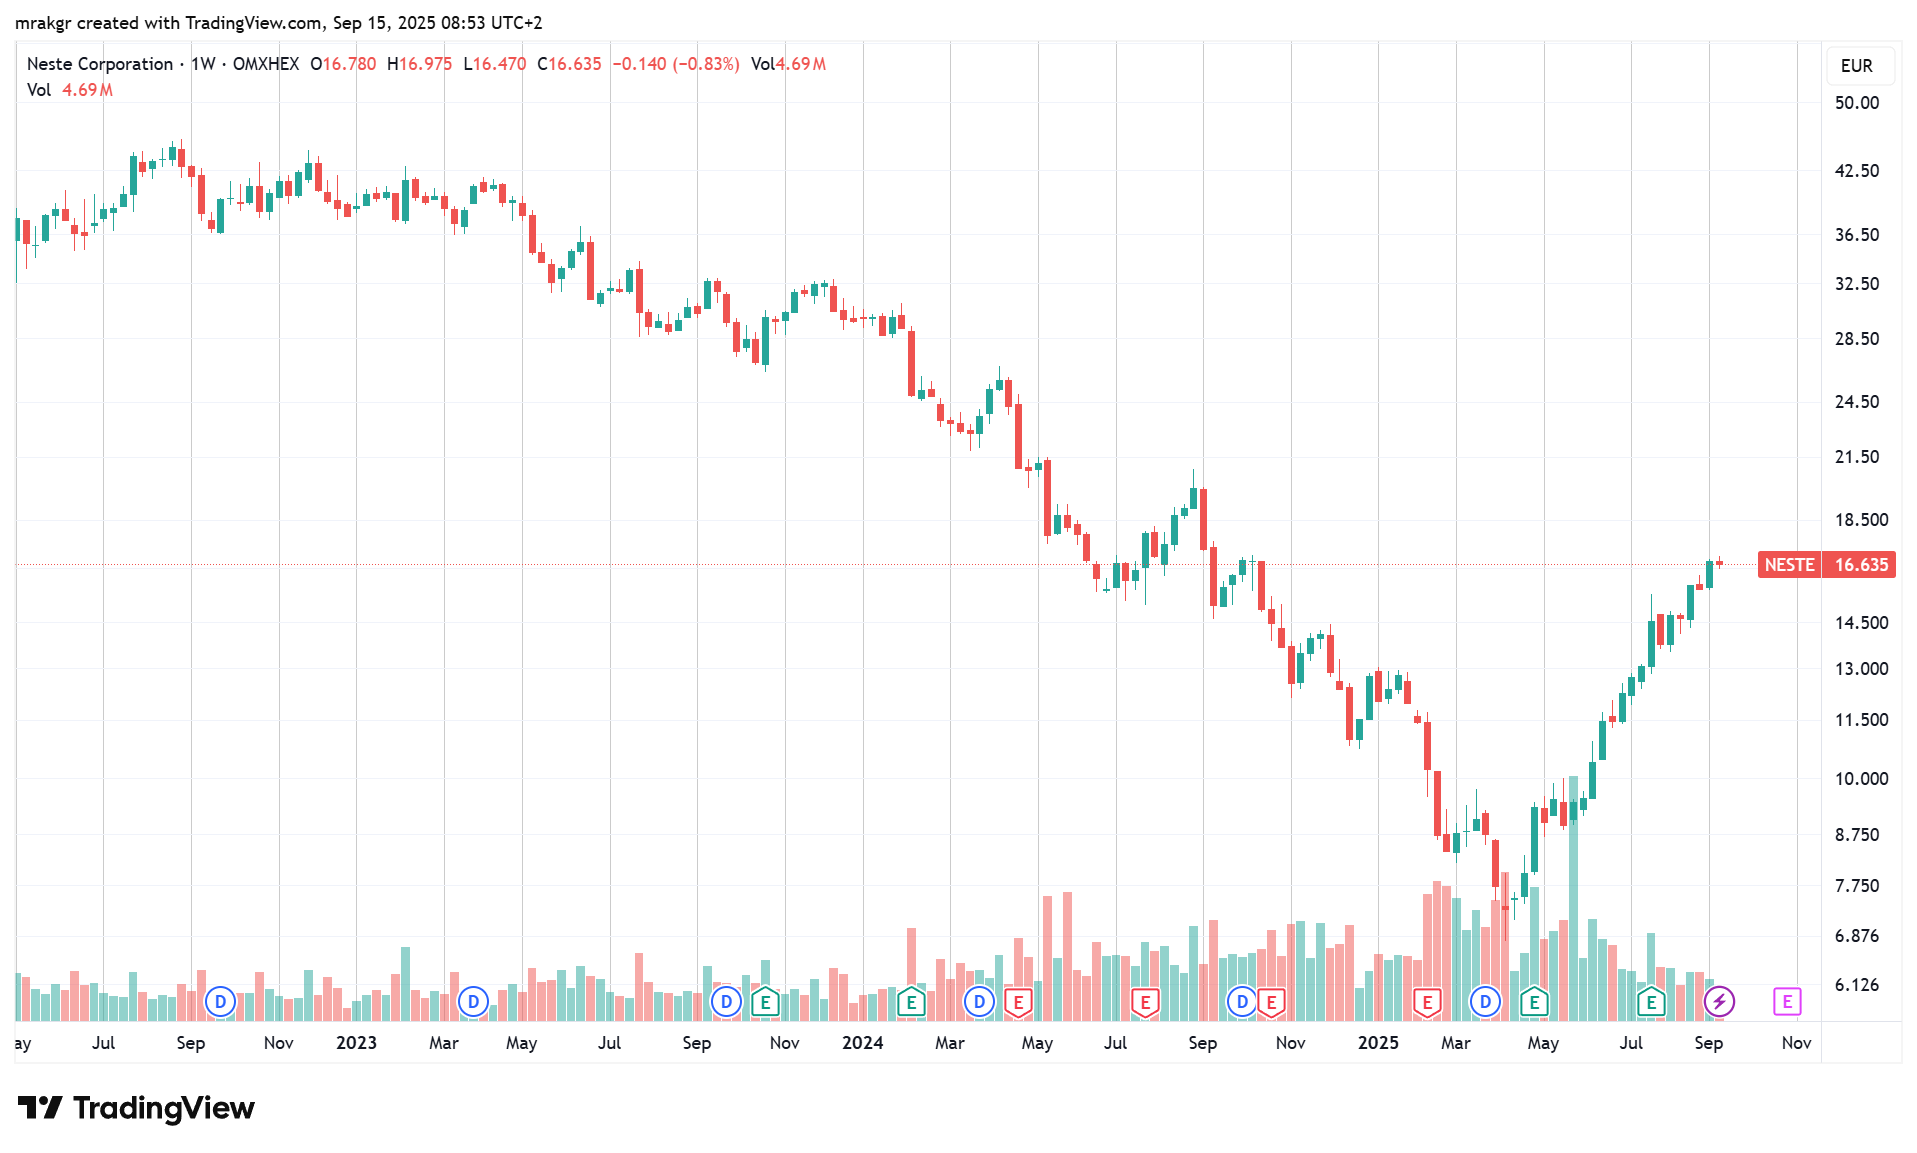 mrakgr created with TradingView.com, Sep 15, 2025 08:53 UTC+2
Neste Corporation · 1W · OMXHEX O16.780 H16.975 L16.470 C16.635 −0.140 (−0.83%) Vol4.69 M
Vol 4.69 M
EUR
50.00
42.50
36.50
32.50
28.50
24.50
21.50
18.500
NESTE 16.635
14.500
13.000
11.500
10.000
8.750
7.750
6.876
6.126
D D D E E D E E D E E D E E E
ay Jul Sep Nov 2023 Mar May Jul Sep Nov 2024 Mar May Jul Sep Nov 2025 Mar May Jul Sep Nov
TradingView